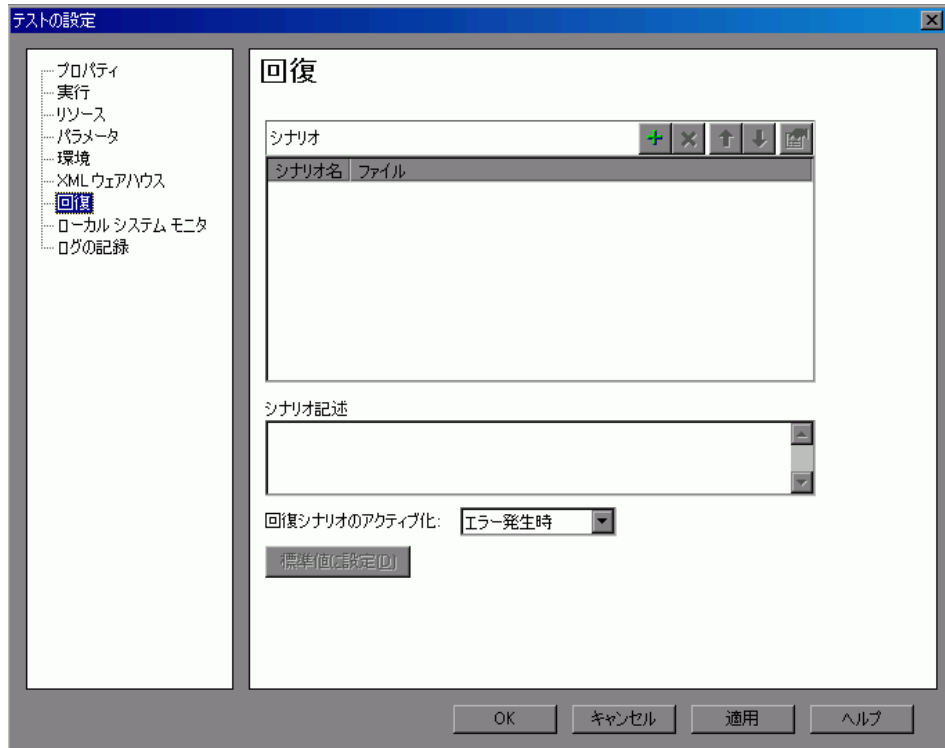 テストの設定
プロパティ
実行
リソース
パラメータ
環境
XML ウェアハウス
回復
ローカル システム モニタ
ログの記録
回復
シナリオ
シナリオ名 ファイル
シナリオ記述
回復シナリオのアクティブ化: エラー発生時
標準値に設定(D)
OK キャンセル 適用 ヘルプ